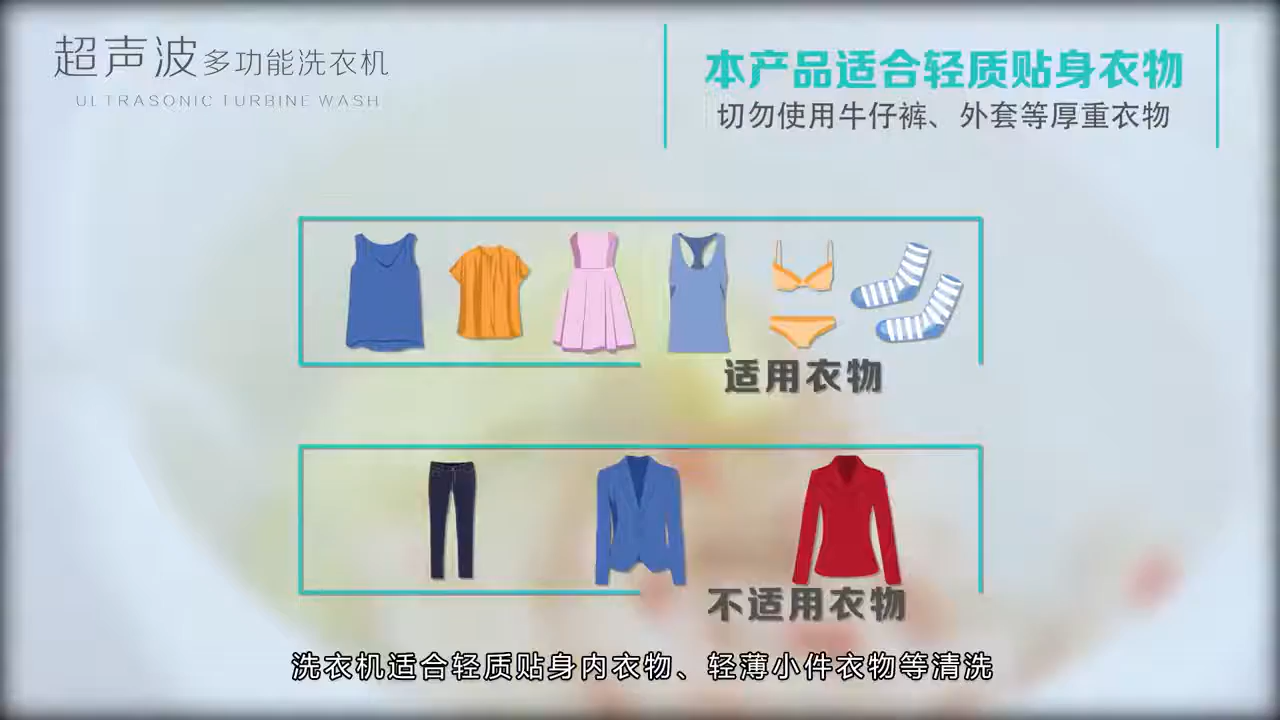 超声波多功能洗衣机
ULTRASONIC TURBINE WASH
本产品适合轻质贴身衣物
切勿使用牛仔裤、外套等厚重衣物
适用衣物
不适用衣物
洗衣机适合轻质贴身内衣物、轻薄小件衣物等清洗